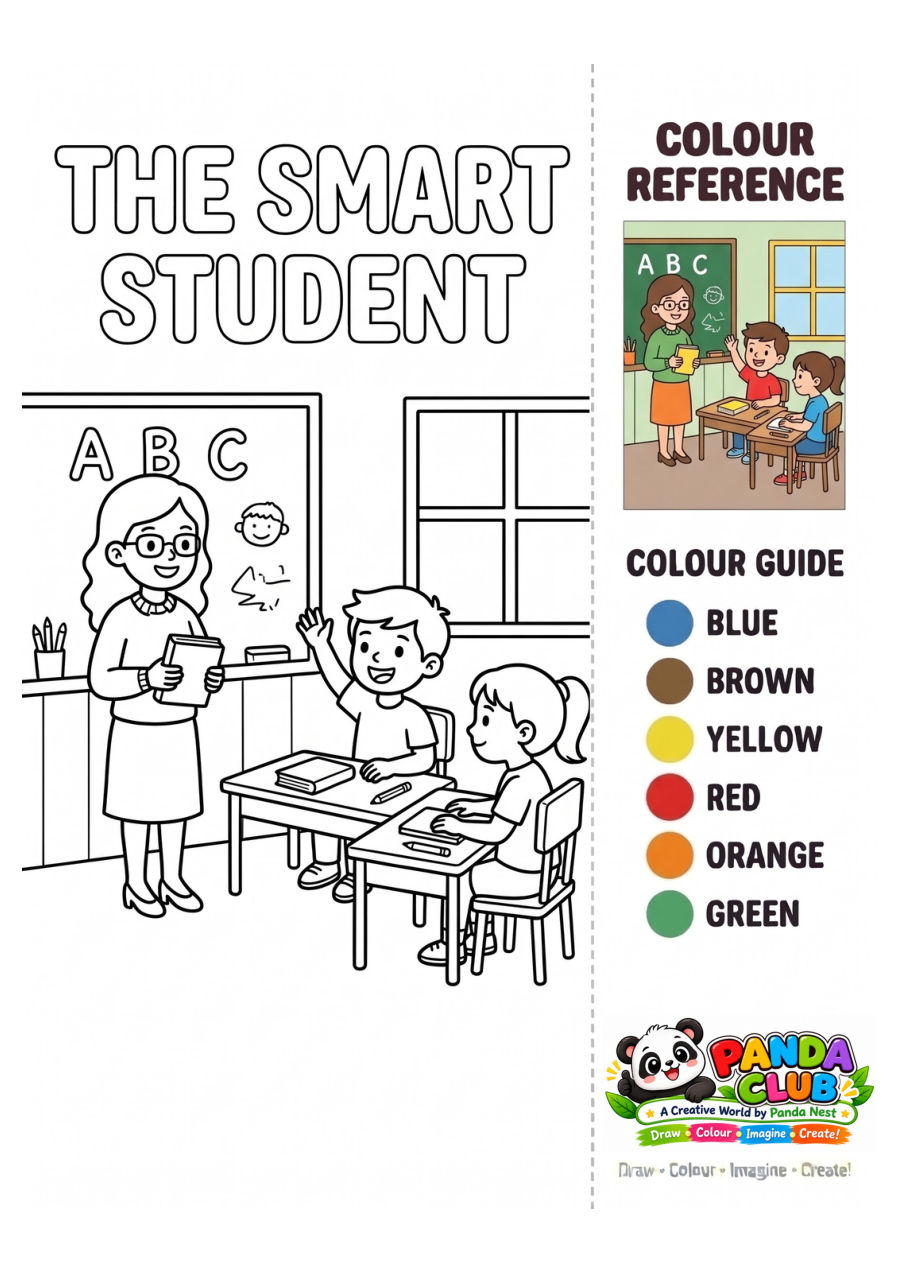 THE SMART
STUDENT
A B C
COLOUR
REFERENCE
A B C
COLOUR GUIDE
BLUE
BROWN
YELLOW
RED
ORANGE
GREEN
PANDA
CLUB
A Creative World by Panda Nest
Draw • Colour • Imagine • Create!
Draw • Colour • Imagine • Create!